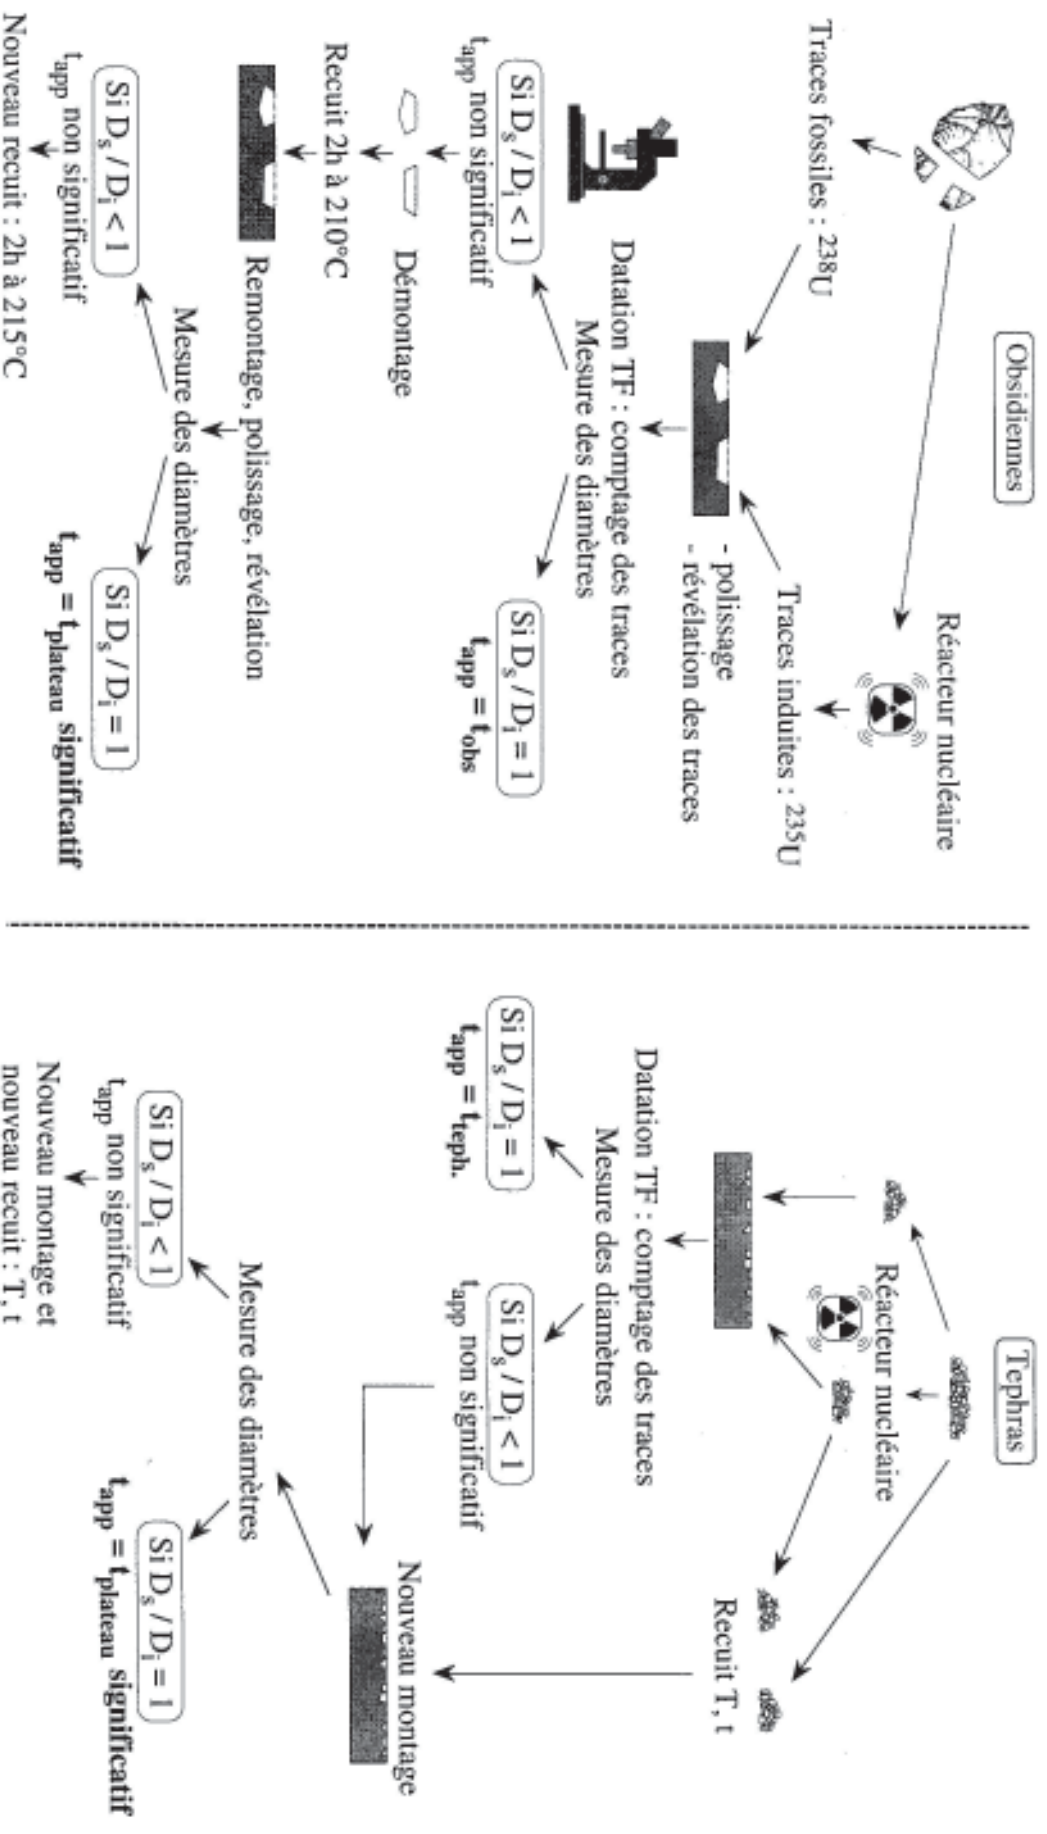 Obsidiennes
Réacteur nucléaire
Traces fossiles : 238U
Traces induites : 235U
- polissage
- révélation des traces
Datation TF : comptage des traces
Mesure des diamètres
Si Ds / Di < 1
tapp non significatif
Si Ds / Di = 1
tapp = tobs
Démontage
Recuit 2h à 210°C
Remontage, polissage, révélation
Mesure des diamètres
Si Ds / Di < 1
tapp non significatif
Si Ds / Di = 1
tapp = tplateau significatif
Nouveau recuit : 2h à 215°C
Tephras
Réacteur nucléaire
Recuit T, t
Datation TF : comptage des traces
Mesure des diamètres
Si Ds / Di = 1
tapp = tteph.
Si Ds / Di < 1
tapp non significatif
Nouveau montage
Mesure des diamètres
Si Ds / Di < 1
tapp non significatif
Si Ds / Di = 1
tapp = tplateau significatif
Nouveau montage et
nouveau recuit : T, t